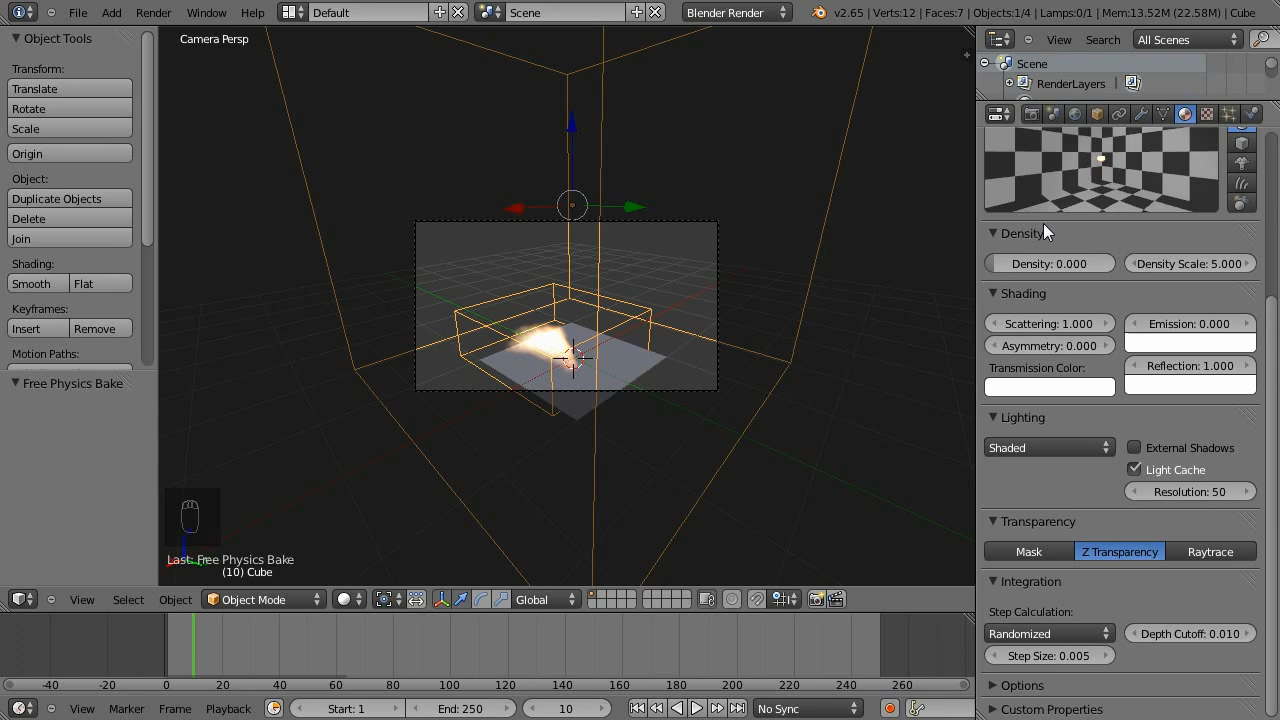 File Add Render Window Help Default Scene Blender Render v2.65 | Verts:12 | Faces:7 | Objects:1/4 | Lamps:0/1 | Mem:13.52M (22.58M) | Cube
Object Tools
Transform:
Translate
Rotate
Scale
Origin
Object:
Duplicate Objects
Delete
Join
Shading:
Smooth Flat
Keyframes:
Insert Remove
Motion Paths:
Free Physics Bake
Camera Persp
Last: Free Physics Bake
(10) Cube
View Select Object Object Mode Global
-40 -20 0 20 40 60 80 100 120 140 160 180 200 220 240 260
View Marker Frame Playback Start: 1 End: 250 10 No Sync
View Search All Scenes
Scene
RenderLayers |
Density
Density: 0.000 Density Scale: 5.000
Shading
Scattering: 1.000 Emission: 0.000
Asymmetry: 0.000
Transmission Color: Reflection: 1.000
Lighting
Shaded External Shadows
Light Cache
Resolution: 50
Transparency
Mask Z Transparency Raytrace
Integration
Step Calculation:
Randomized Depth Cutoff: 0.010
Step Size: 0.005
Options
Custom Properties